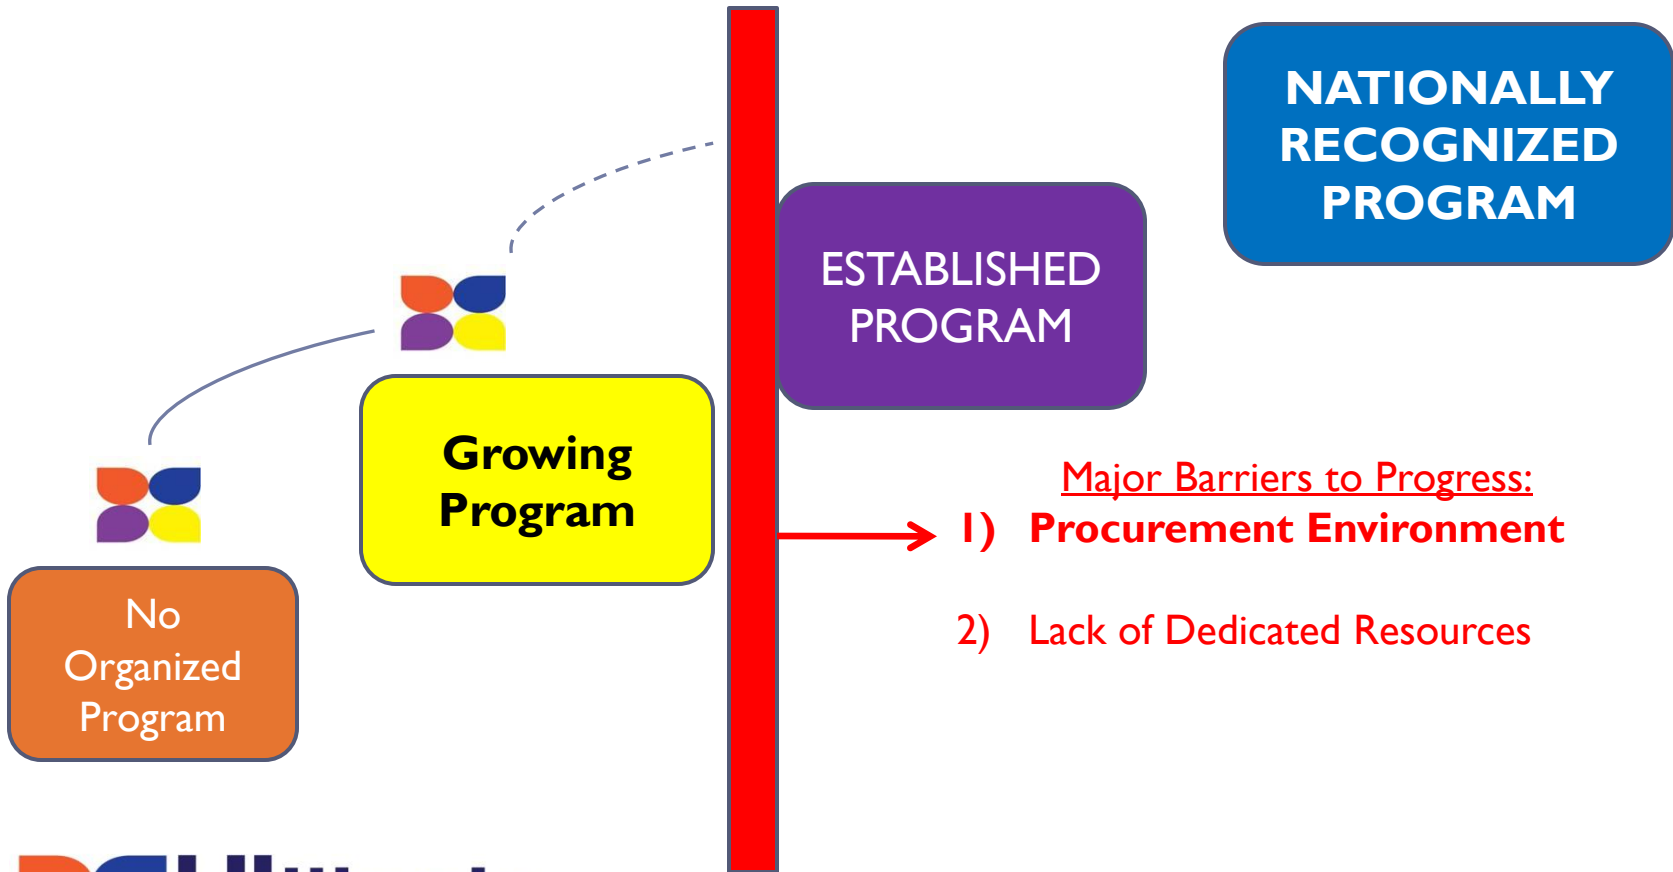 NATIONALLY
RECOGNIZED
PROGRAM
ESTABLISHED
PROGRAM
Growing
Program
No
Organized
Program
Major Barriers to Progress:
1) Procurement Environment
2) Lack of Dedicated Resources